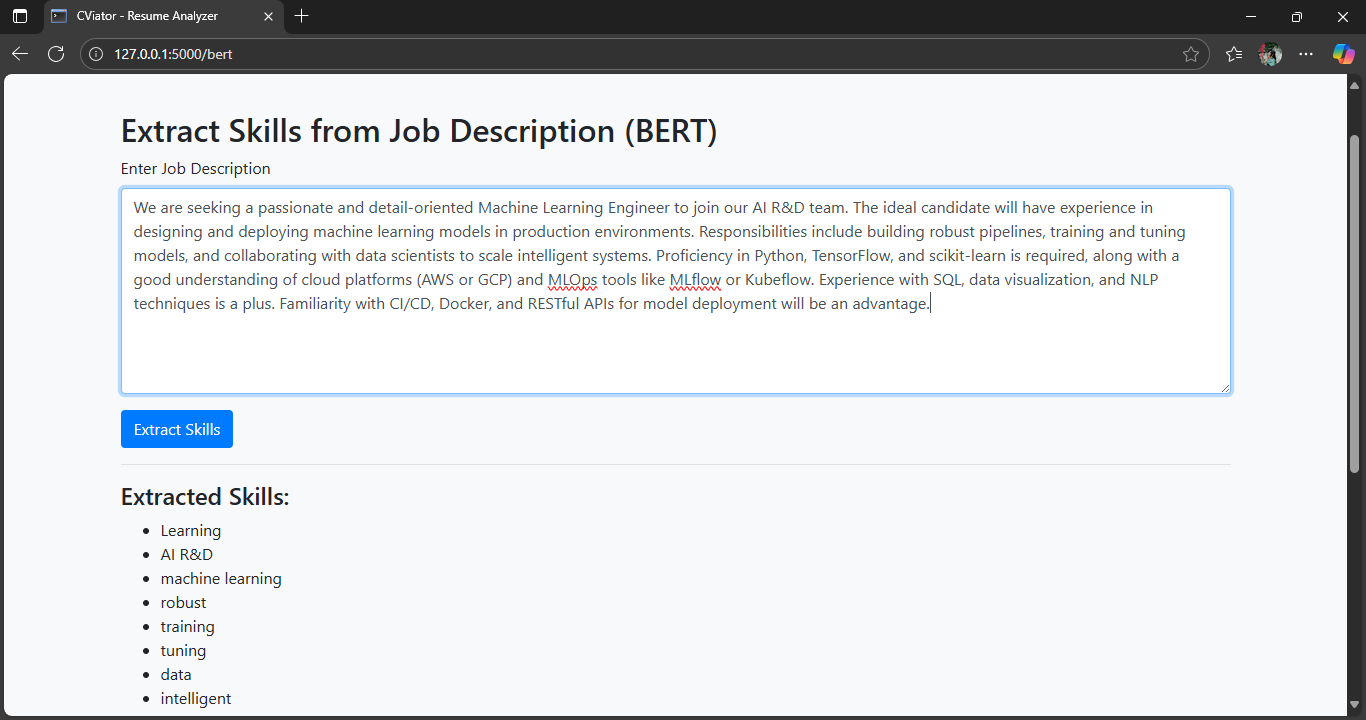 CViator - Resume Analyzer
127.0.0.1:5000/bert
Extract Skills from Job Description (BERT)
Enter Job Description
We are seeking a passionate and detail-oriented Machine Learning Engineer to join our AI R&D team. The ideal candidate will have experience in
designing and deploying machine learning models in production environments. Responsibilities include building robust pipelines, training and tuning
models, and collaborating with data scientists to scale intelligent systems. Proficiency in Python, TensorFlow, and scikit-learn is required, along with a
good understanding of cloud platforms (AWS or GCP) and MLOps tools like MLflow or Kubeflow. Experience with SQL, data visualization, and NLP
techniques is a plus. Familiarity with CI/CD, Docker, and RESTful APIs for model deployment will be an advantage.
Extract Skills
Extracted Skills:
• Learning
• AI R&D
• machine learning
• robust
• training
• tuning
• data
• intelligent